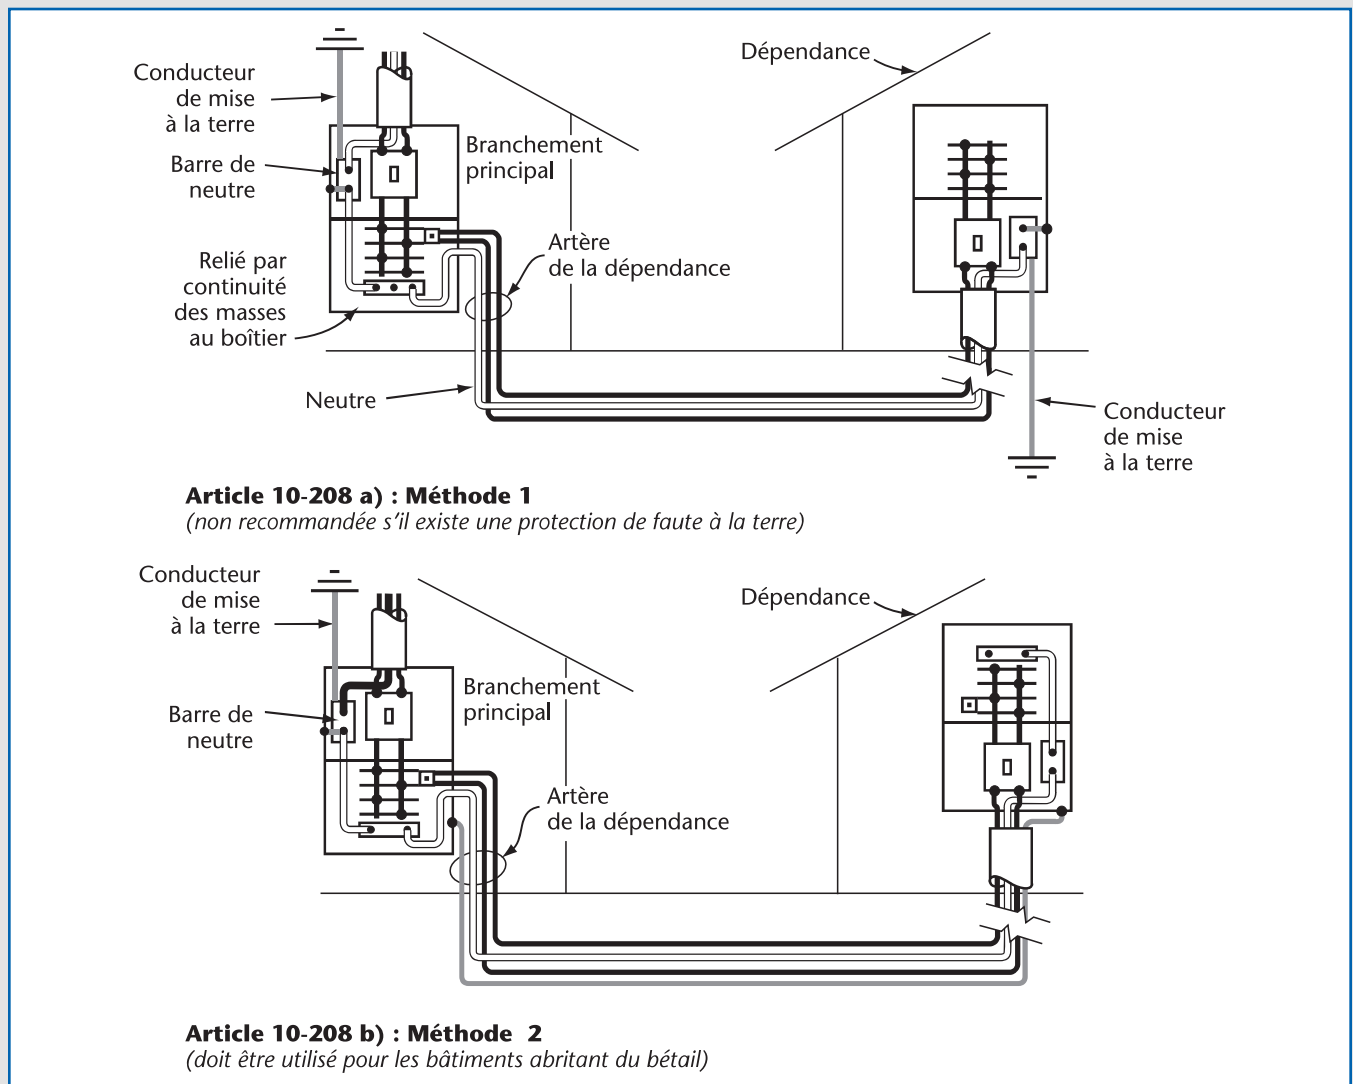 Conducteur
de mise
à la terre
Barre de
neutre
Branchement
principal
Dépendance
Relié par
continuité
des masses
au boîtier
Artère
de la dépendance
Neutre
Conducteur
de mise
à la terre
Article 10-208 a) : Méthode 1
(non recommandée s'il existe une protection de faute à la terre)
Conducteur
de mise
à la terre
Barre de
neutre
Branchement
principal
Dépendance
Artère
de la dépendance
Article 10-208 b) : Méthode 2
(doit être utilisé pour les bâtiments abritant du bétail)